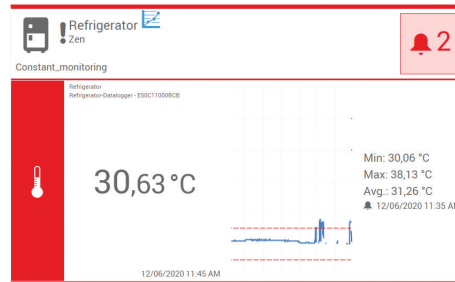 Refrigerator
Zen
2
Constant_monitoring
Refrigerator
Refrigerator-Datalogger - E50C11000BCB
30,63 °C
Min: 30,06 °C
Max: 38,13 °C
Avg.: 31,26 °C
12/06/2020 11:35 AM
12/06/2020 11:45 AM